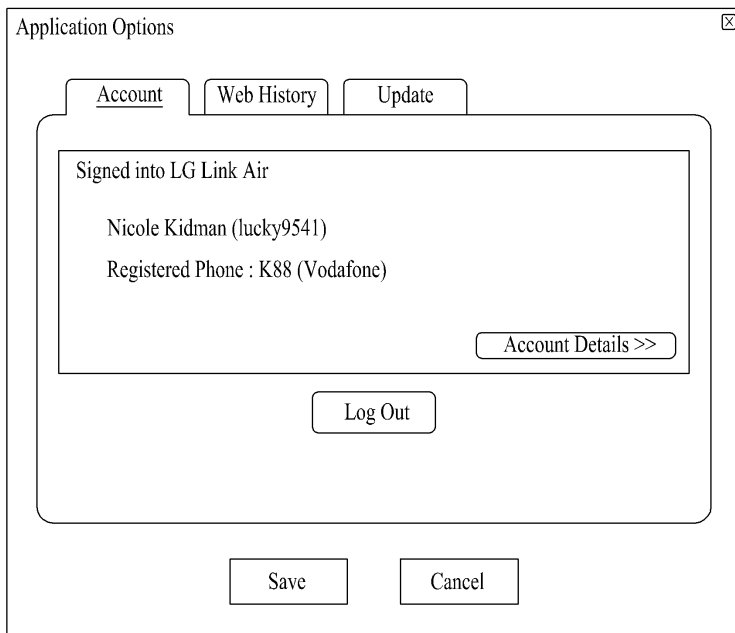 Application Options
Account Web History Update
Signed into LG Link Air
Nicole Kidman (lucky9541)
Registered Phone : K88 (Vodafone)
Account Details >>
Log Out
Save Cancel